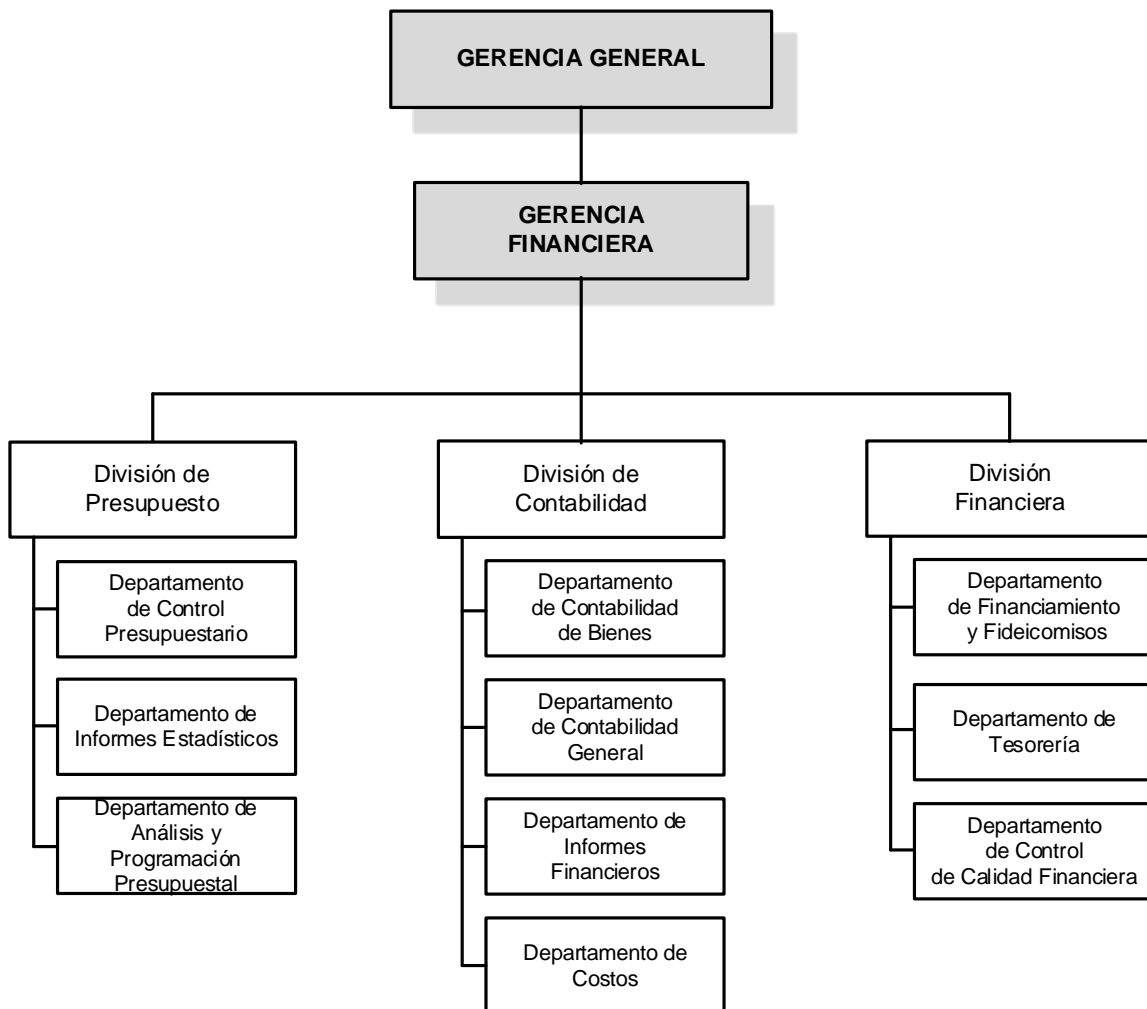 GERENCIA GENERAL
GERENCIA
FINANCIERA
División de
Presupuesto
Departamento
de Control
Presupuestario
Departamento de
Informes Estadísticos
Departamento de
Análisis y
Programación
Presupuestal
División de
Contabilidad
Departamento
de Contabilidad
de Bienes
Departamento
de Contabilidad
General
Departamento de
Informes
Financieros
Departamento de
Costos
División
Financiera
Departamento
de Financiamiento
y Fideicomisos
Departamento de
Tesorería
Departamento
de Control
de Calidad Financiera